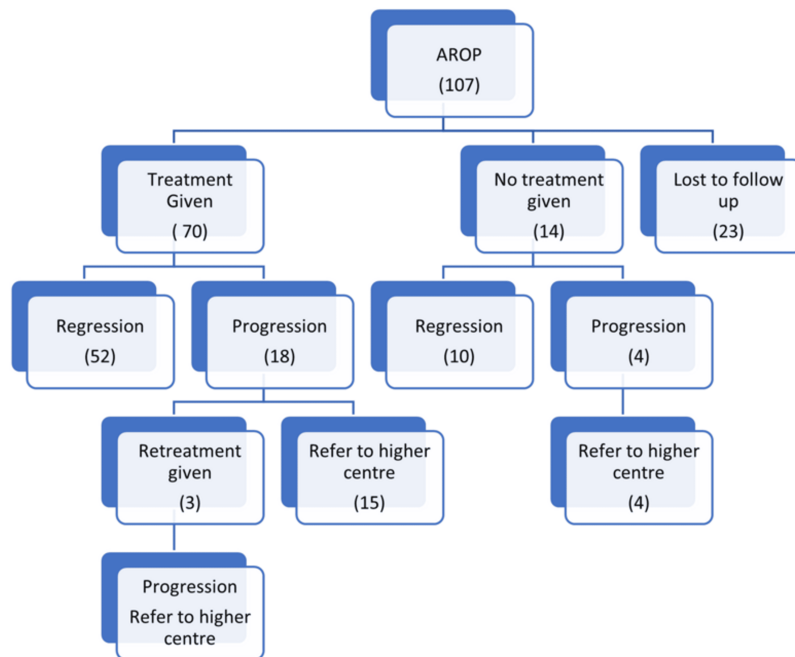 AROP
(107)
Treatment
Given
( 70)
No treatment
given
(14)
Lost to follow
up
(23)
Regression
(52)
Progression
(18)
Regression
(10)
Progression
(4)
Retreatment
given
(3)
Refer to higher
centre
(15)
Refer to higher
centre
(4)
Progression
Refer to higher
centre